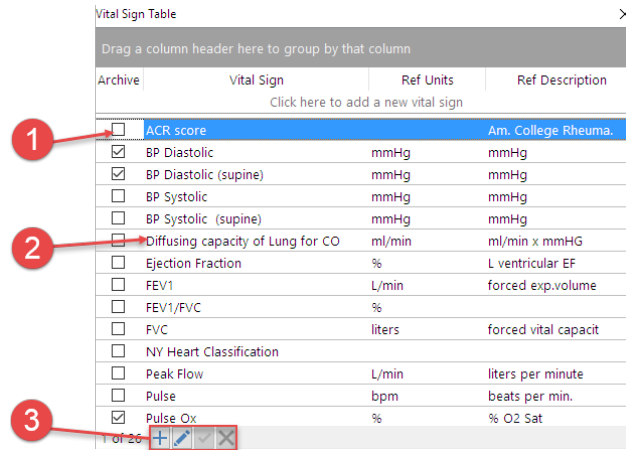 Vital Sign Table
Drag a column header here to group by that column
Archive Vital Sign Ref Units Ref Description
Click here to add a new vital sign
1
ACR score Am. College Rheuma.
BP Diastolic mmHg mmHg
BP Diastolic (supine) mmHg mmHg
BP Systolic mmHg mmHg
BP Systolic (supine) mmHg mmHg
2
Diffusing capacity of Lung for CO ml/min ml/min x mmHG
Ejection Fraction % L ventricular EF
FEV1 L/min forced exp.volume
FEV1/FVC %
FVC liters forced vital capacit
NY Heart Classification
Peak Flow L/min liters per minute
Pulse bpm beats per min.
3
Pulse Ox % % O2 Sat
1 of 26